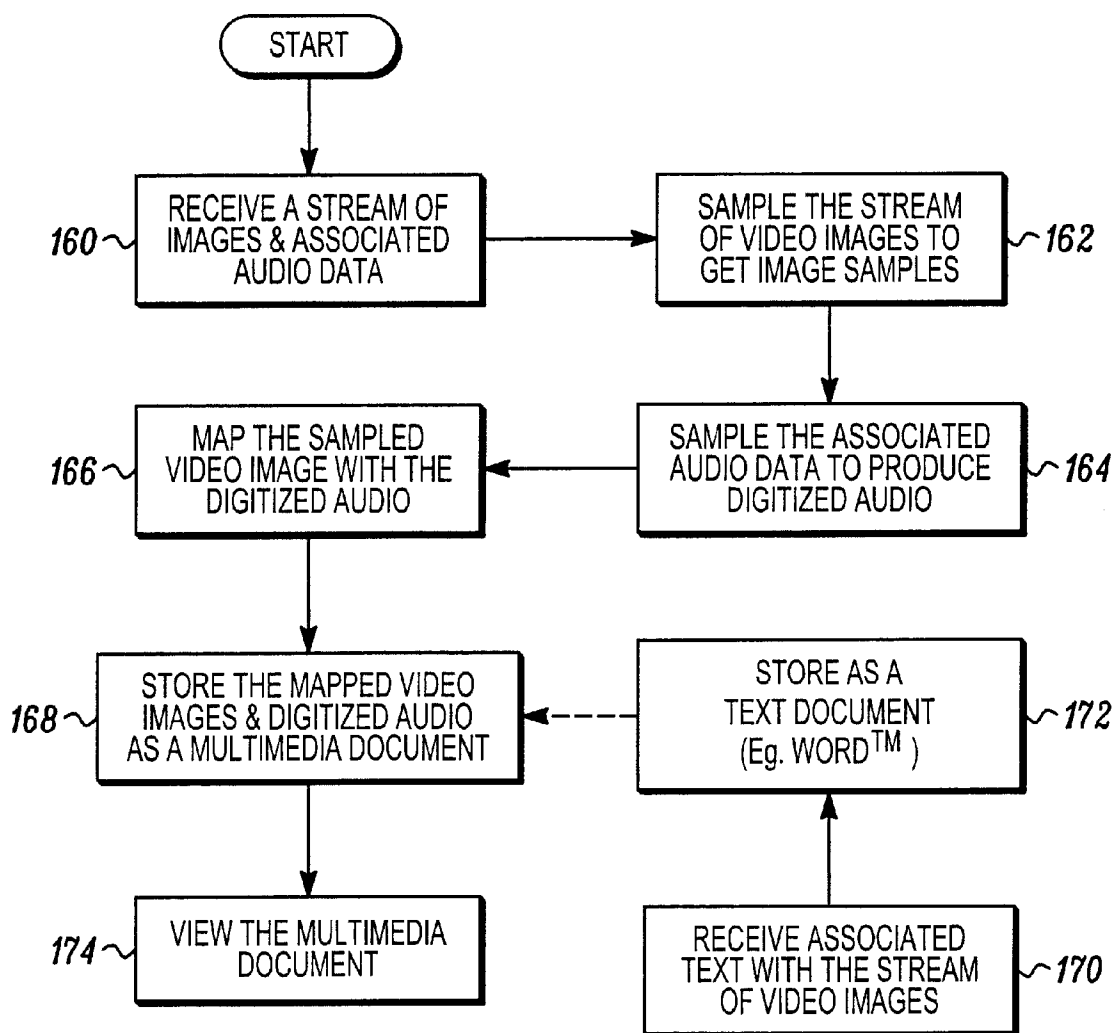 START
160
RECEIVE A STREAM OF
IMAGES & ASSOCIATED
AUDIO DATA
SAMPLE THE STREAM
OF VIDEO IMAGES TO
GET IMAGE SAMPLES
162
166
MAP THE SAMPLED
VIDEO IMAGE WITH THE
DIGITIZED AUDIO
SAMPLE THE ASSOCIATED
AUDIO DATA TO PRODUCE
DIGITIZED AUDIO
164
168
STORE THE MAPPED VIDEO
IMAGES & DIGITIZED AUDIO
AS A MULTIMEDIA DOCUMENT
STORE AS A
TEXT DOCUMENT
(Eg. WORD™ )
172
174
VIEW THE MULTIMEDIA
DOCUMENT
RECEIVE ASSOCIATED
TEXT WITH THE STREAM
OF VIDEO IMAGES
170